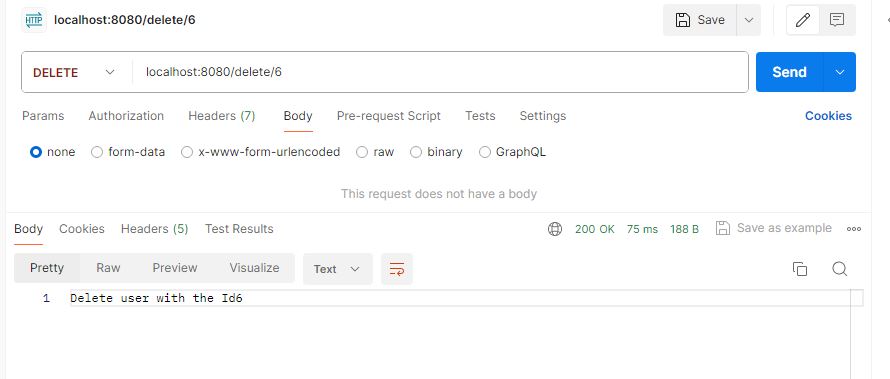 HTTP localhost:8080/delete/6 Save
DELETE localhost:8080/delete/6 Send
Params Authorization Headers (7) Body Pre-request Script Tests Settings Cookies
none form-data x-www-form-urlencoded raw binary GraphQL
This request does not have a body
Body Cookies Headers (5) Test Results 200 OK 75 ms 188 B Save as example
Pretty Raw Preview Visualize Text
1 Delete user with the Id6